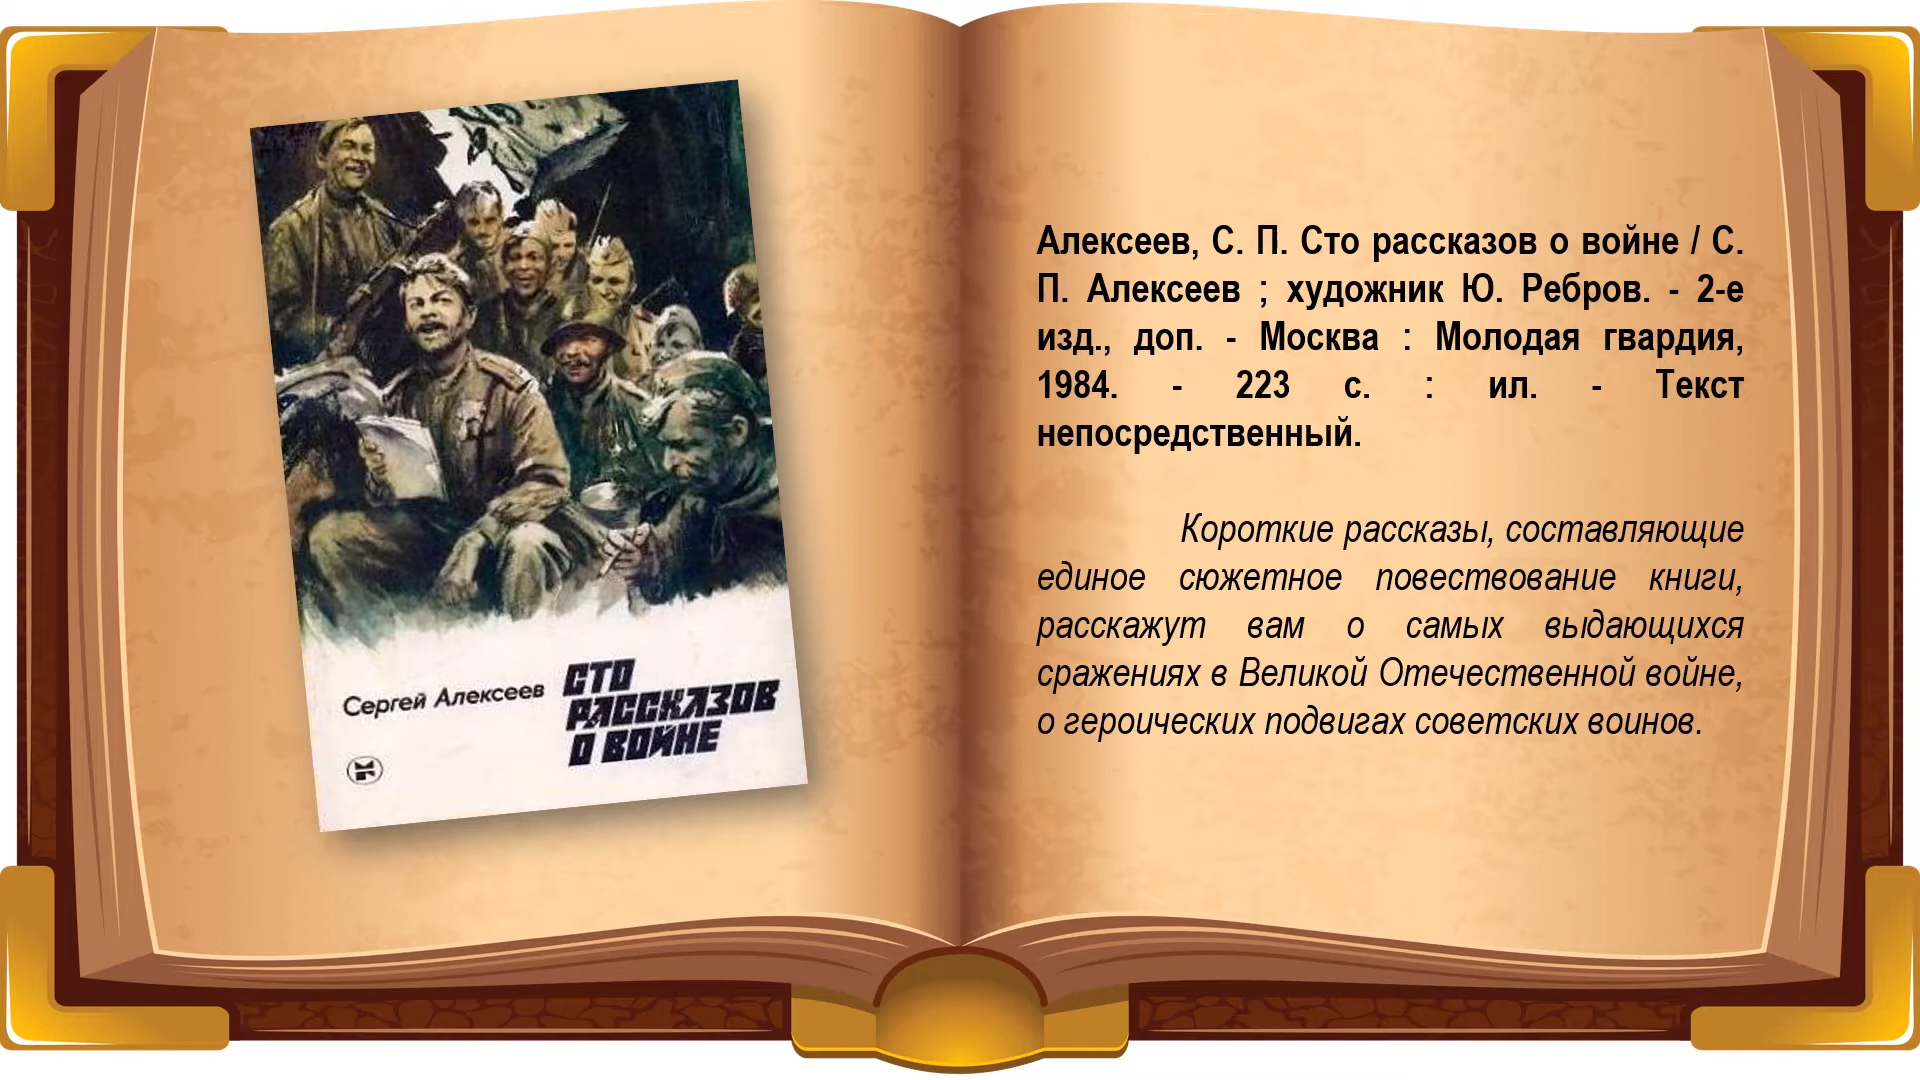 Сергей Алексеев
СТО
РАССКАЗОВ
О ВОЙНЕ
Алексеев, С. П. Сто рассказов о войне / С.
П. Алексеев ; художник Ю. Ребров. - 2-е
изд., доп. - Москва : Молодая гвардия,
1984. - 223 с. : ил. - Текст
непосредственный.
Короткие рассказы, составляющие
единое сюжетное повествование книги,
расскажут вам о самых выдающихся
сражениях в Великой Отечественной войне,
о героических подвигах советских воинов.